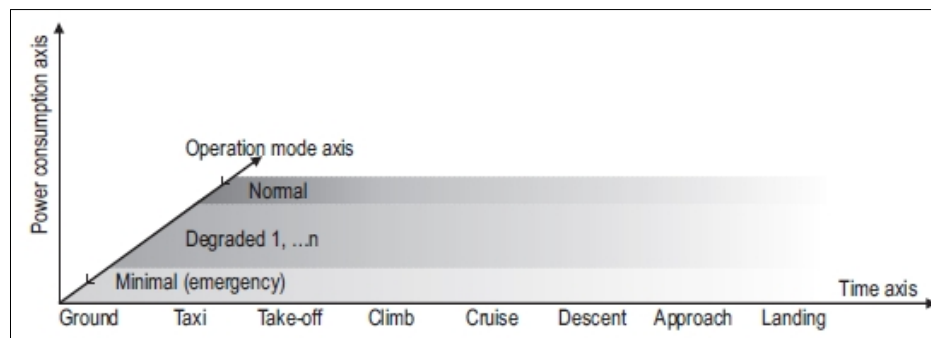 Power consumption axis
Operation mode axis
Normal
Degraded 1, ...n
Minimal (emergency)
Time axis
Ground Taxi Take-off Climb Cruise Descent Approach Landing